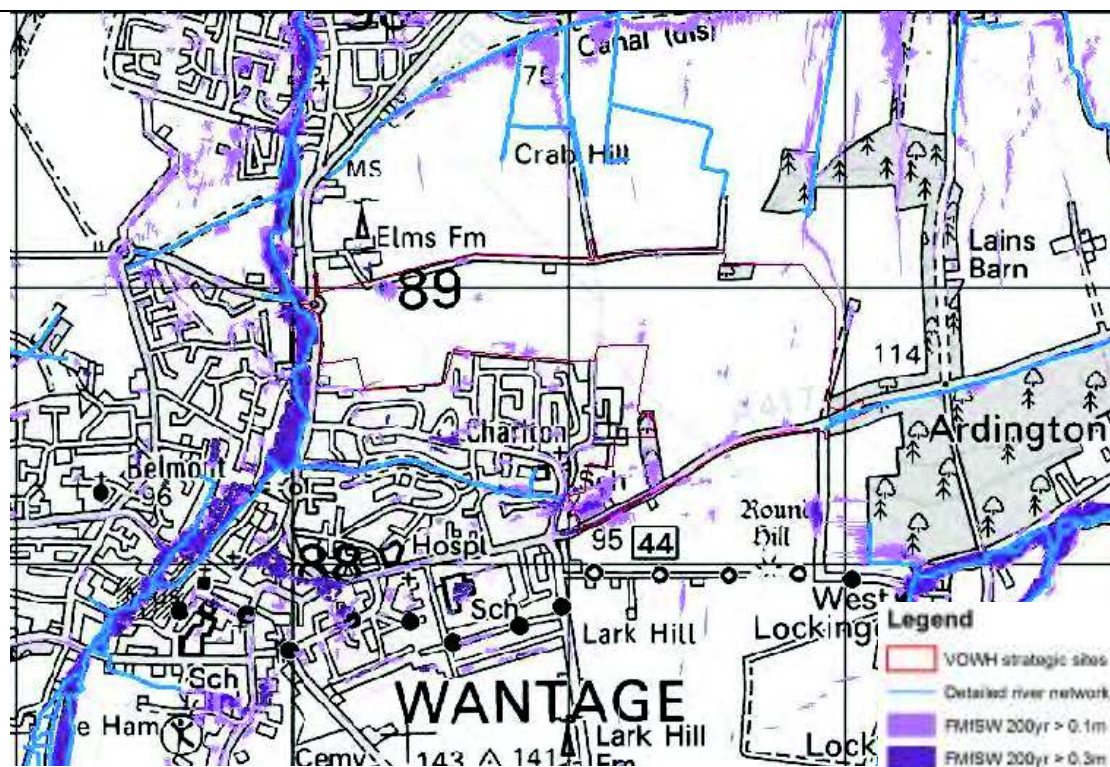 Canal (dis)
75
Crab Hill
MS
Elms Fm
Lains
Barn
89
114
Charlton
Ardington
Belmont
96
Sch
Round
Hill
Hospl
95
44
Sch
West
Lark Hill
Locking
Sch
WANTAGE
e Ham
Lark Hill
Fm
Lock
Cemy
143
141
Legend
VOWH strategic sites
Detailed river network
FMfSW 200yr > 0.1m
FMfSW 200yr > 0.3m